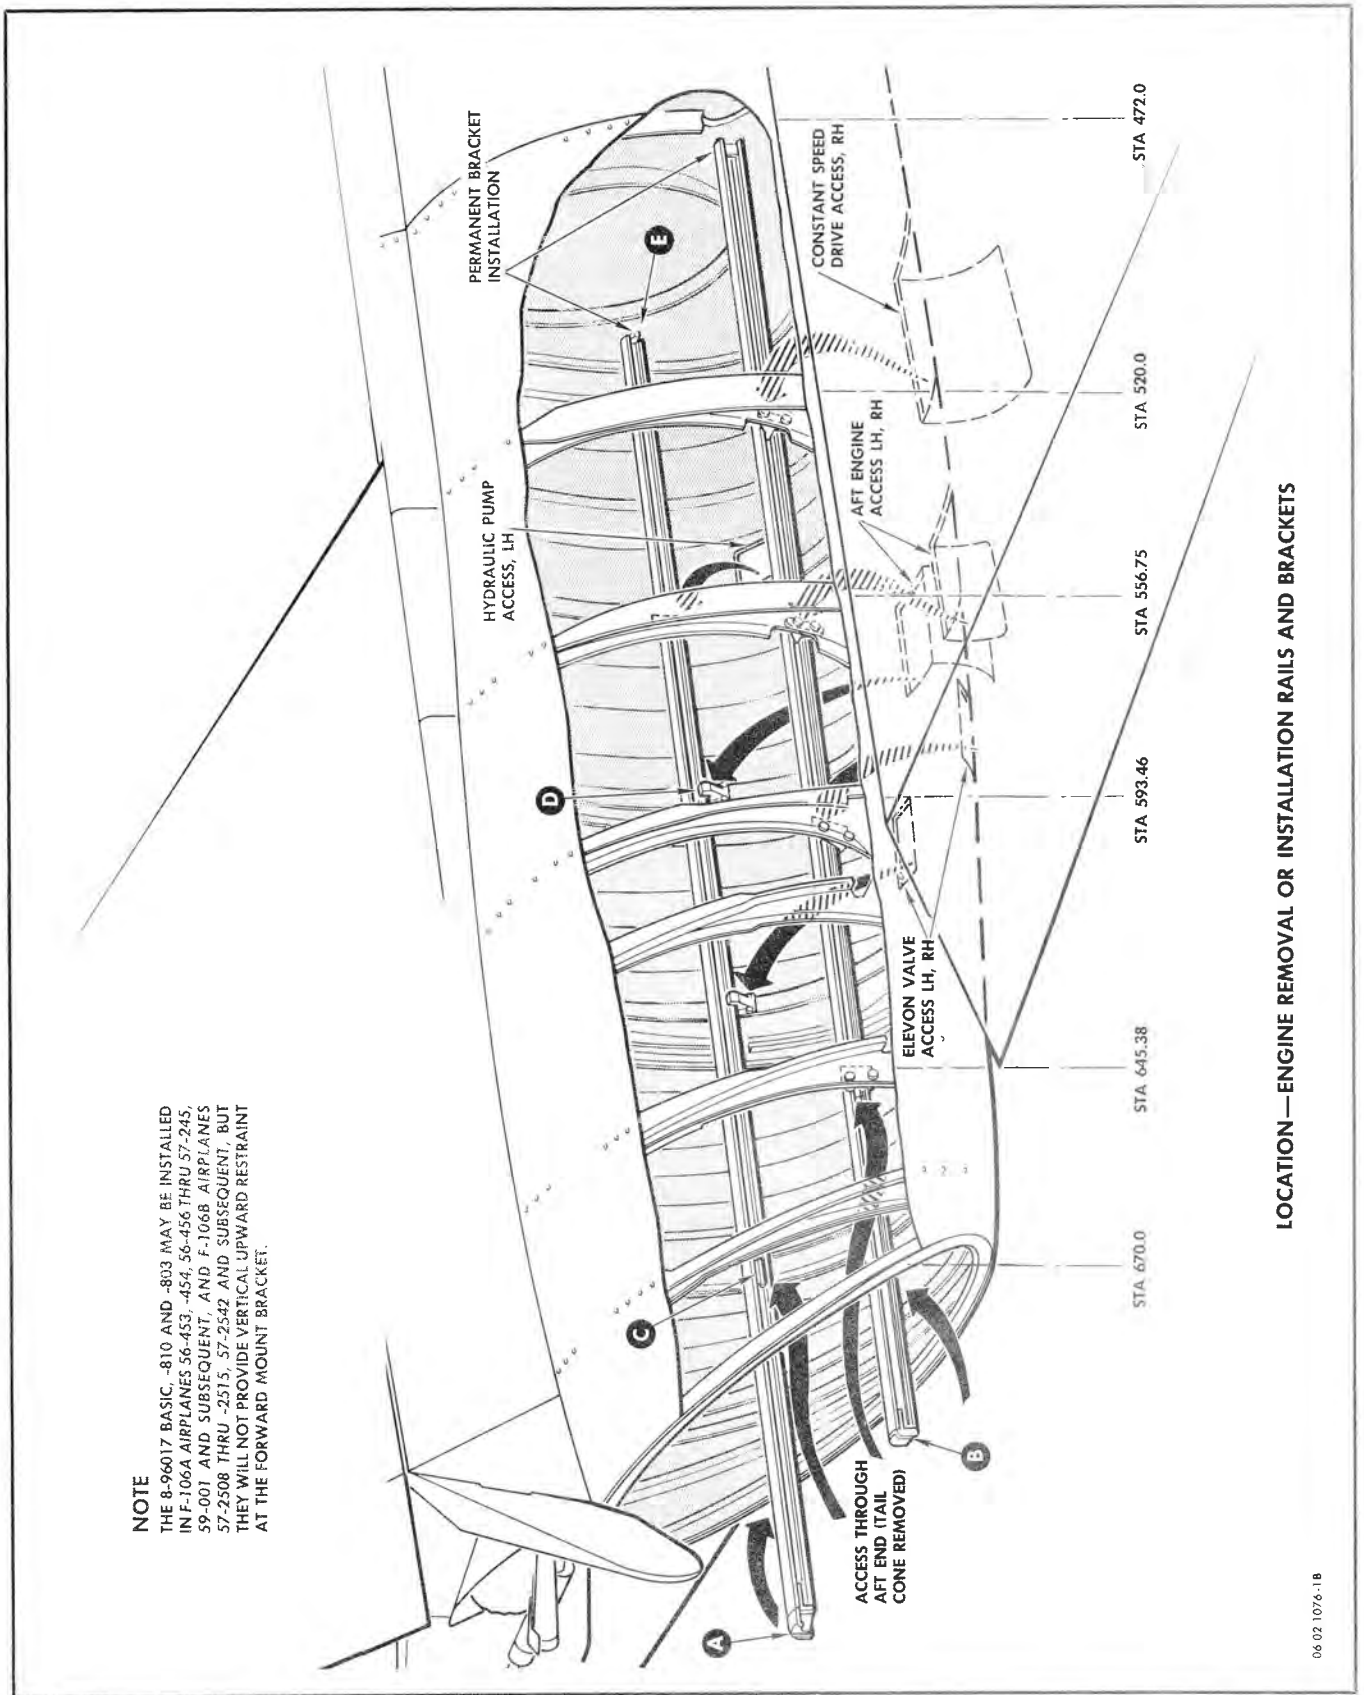 NOTE
THE 8-96017 BASIC, -810 AND -803 MAY BE INSTALLED
IN F-106A AIRPLANES 56-453, -454, 56-456 THRU 57-245,
59-001 AND SUBSEQUENT, AND F-106B AIRPLANES
57-2508 THRU -2515, 57-2542 AND SUBSEQUENT, BUT
THEY WILL NOT PROVIDE VERTICAL UPWARD RESTRAINT
AT THE FORWARD MOUNT BRACKET.
PERMANENT BRACKET
INSTALLATION
E
HYDRAULIC PUMP
ACCESS, LH
D
C
CONSTANT SPEED
DRIVE ACCESS, RH
AFT ENGINE
ACCESS LH, RH
ELEVON VALVE
ACCESS LH, RH
ACCESS THROUGH
AFT END (TAIL
CONE REMOVED)
A
B
STA 670.0
STA 645.38
STA 593.46
STA 556.75
STA 520.0
STA 472.0
LOCATION—ENGINE REMOVAL OR INSTALLATION RAILS AND BRACKETS
06 02 1076-1B